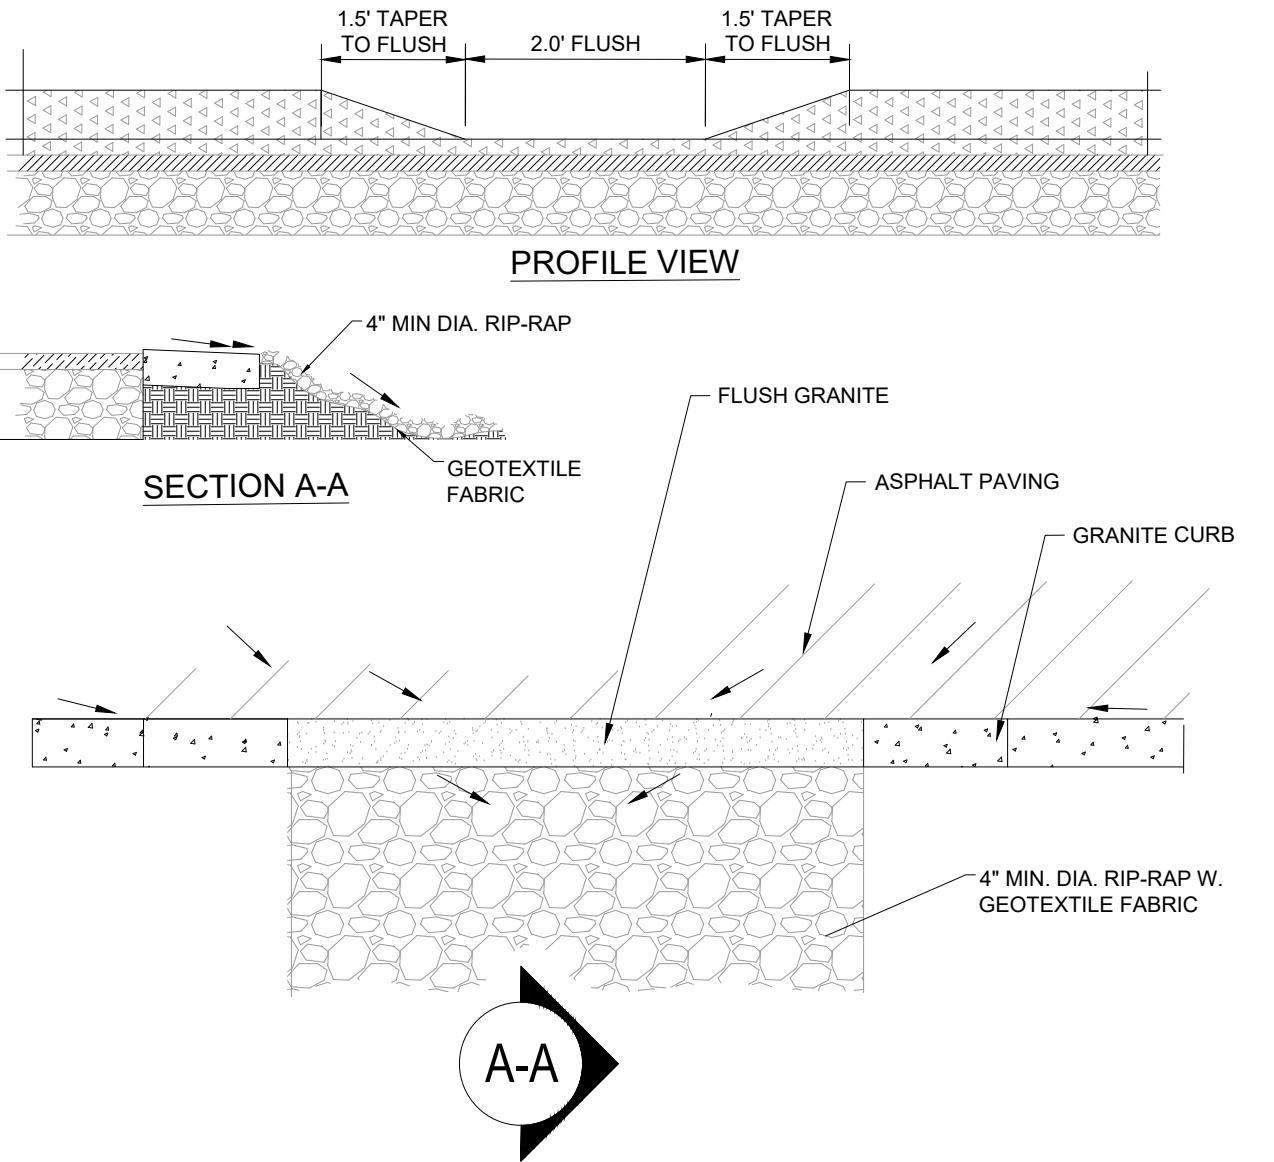 1.5' TAPER
TO FLUSH
2.0' FLUSH
1.5' TAPER
TO FLUSH
PROFILE VIEW
4" MIN DIA. RIP-RAP
GEOTEXTILE
FABRIC
SECTION A-A
FLUSH GRANITE
ASPHALT PAVING
GRANITE CURB
4" MIN. DIA. RIP-RAP W.
GEOTEXTILE FABRIC
A-A